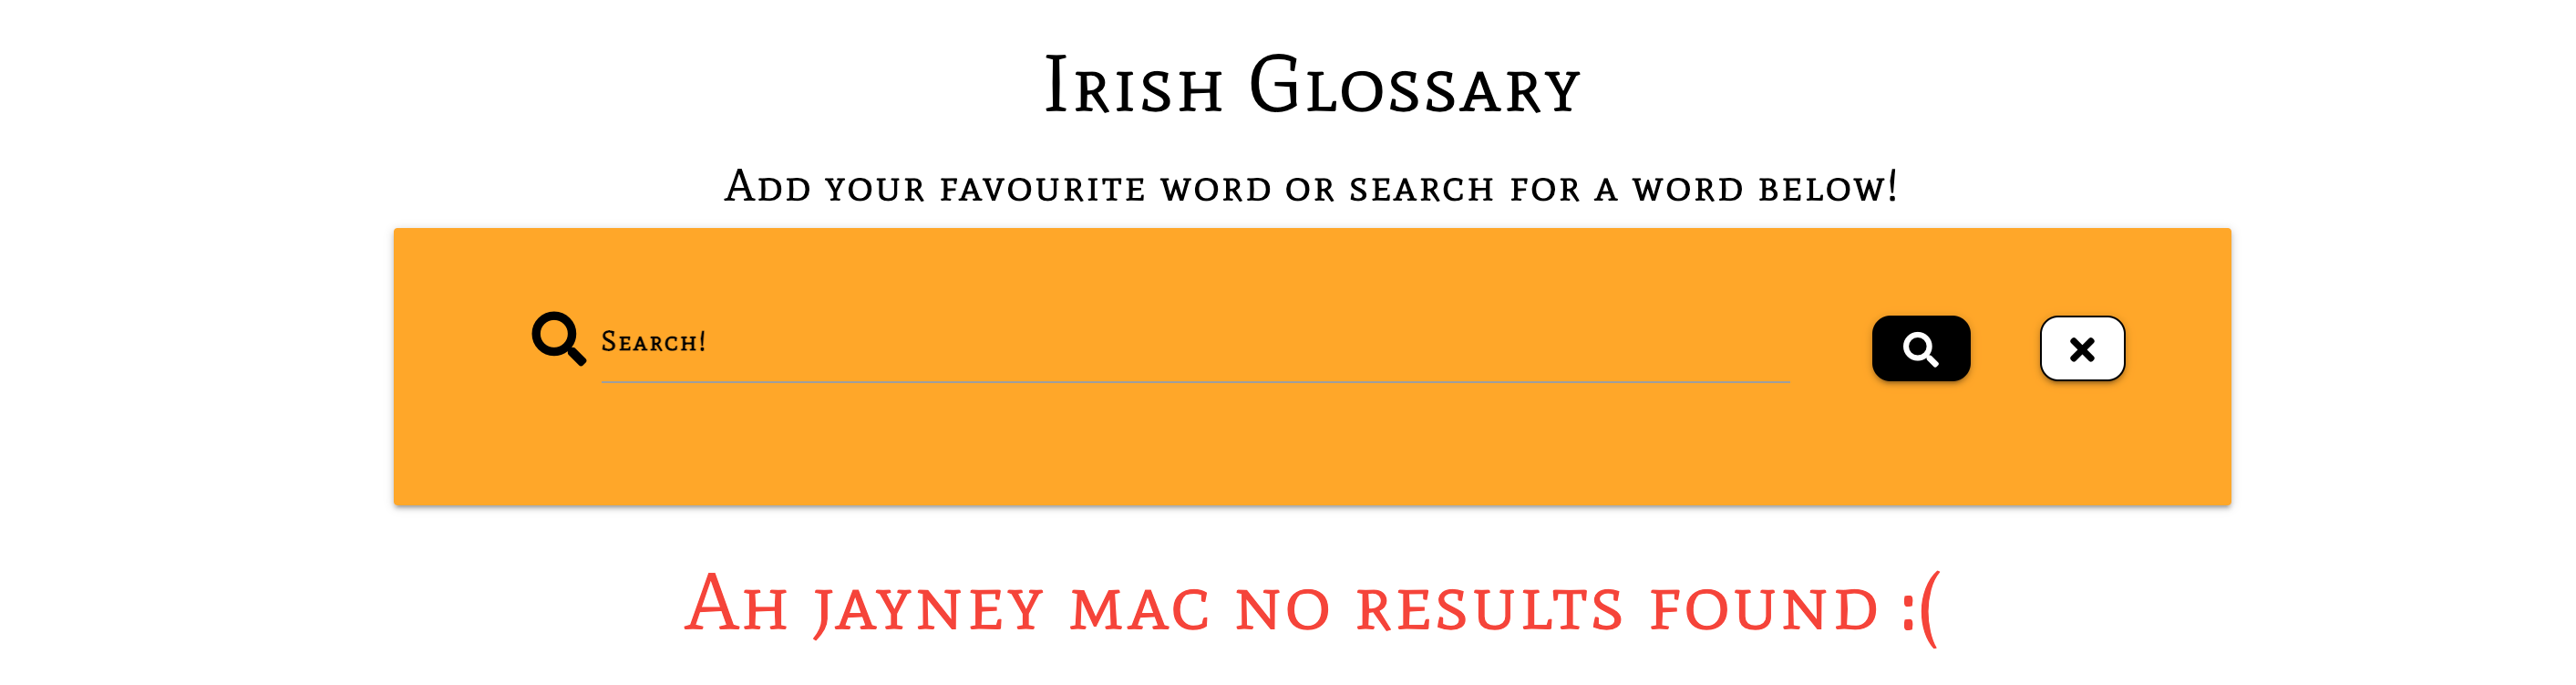 Irish Glossary
Add your favourite word or search for a word below!
Search!
Ah jayney mac no results found :(